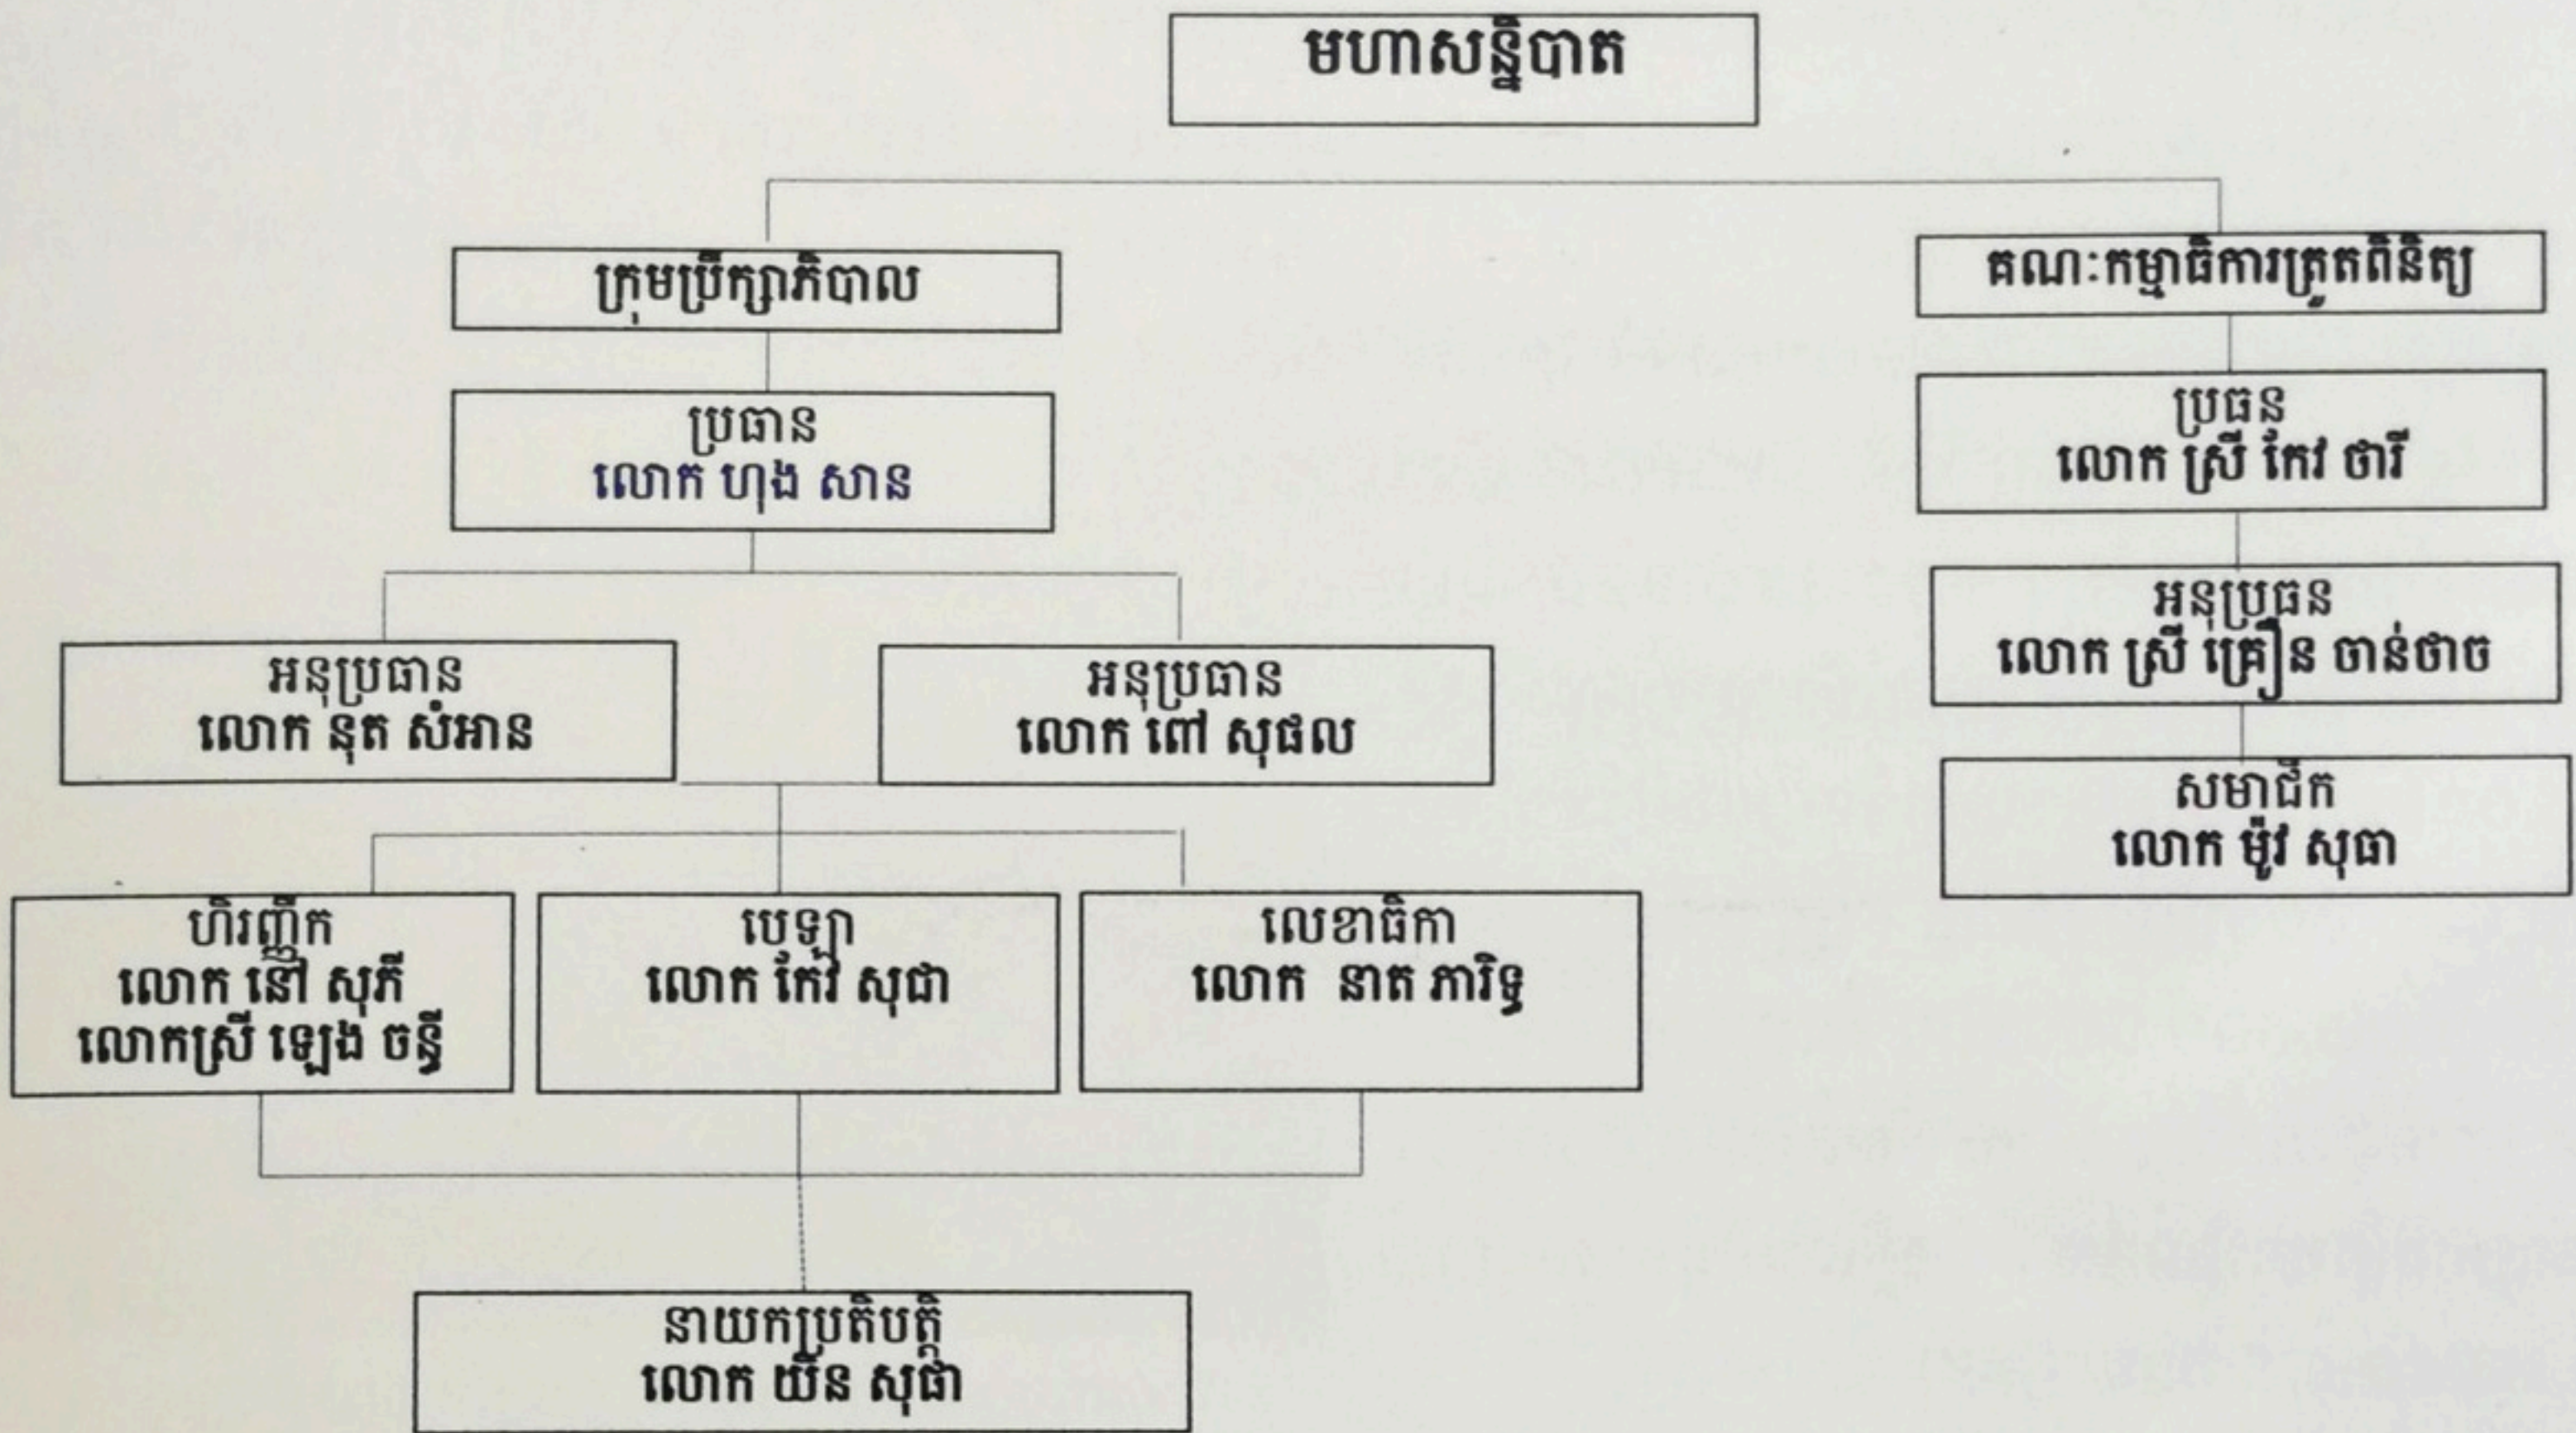 មហាសន្និបាត
ក្រុមប្រឹក្សាភិបាល
គណៈកម្មាធិការត្រួតពិនិត្យ
ប្រធាន
លោក ហុង សាន
ប្រធន
លោក ស្រី កែវ ថារី
អនុប្រធាន
លោក នុត សំអាន
អនុប្រធាន
លោក ពៅ សុផល
អនុប្រធន
លោក ស្រី គ្រឿន ចាន់ថាច
សមាជិក
លោក ម៉ូវ សុធា
ហិរញ្ញឹក
លោក នៅ សុភី
លោកស្រី ឡេង ចន្ធី
បេឡា
លោក កែវ សុជា
លេខាធិកា
លោក នាត ភារិទ្ធ
នាយកប្រតិបត្តិ
លោក យិន សុផា